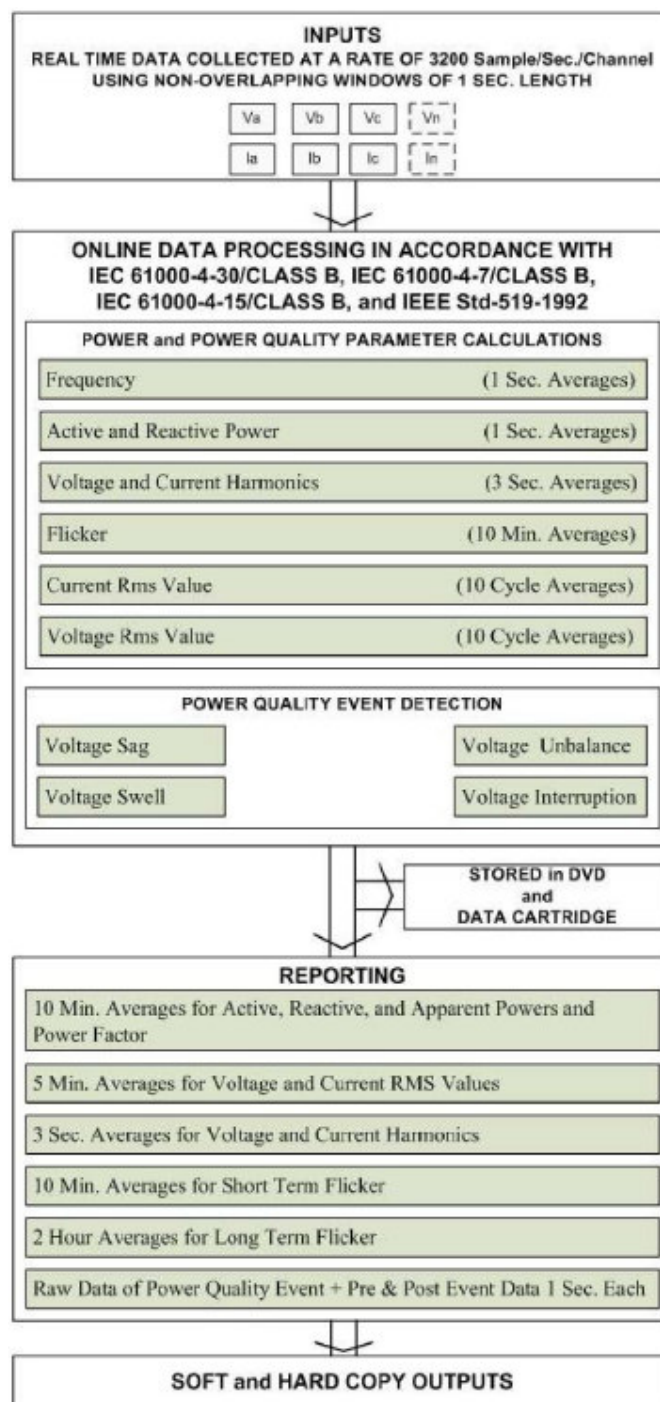 INPUTS
REAL TIME DATA COLLECTED AT A RATE OF 3200 Sample/Sec./Channel
USING NON-OVERLAPPING WINDOWS OF 1 SEC. LENGTH
Va Vb Vc Vn
Ia Ib Ic In
ONLINE DATA PROCESSING IN ACCORDANCE WITH
IEC 61000-4-30/CLASS B, IEC 61000-4-7/CLASS B,
IEC 61000-4-15/CLASS B, and IEEE Std-519-1992
POWER and POWER QUALITY PARAMETER CALCULATIONS
Frequency (1 Sec. Averages)
Active and Reactive Power (1 Sec. Averages)
Voltage and Current Harmonics (3 Sec. Averages)
Flicker (10 Min. Averages)
Current Rms Value (10 Cycle Averages)
Voltage Rms Value (10 Cycle Averages)
POWER QUALITY EVENT DETECTION
Voltage Sag Voltage Unbalance
Voltage Swell Voltage Interruption
STORED in DVD
and
DATA CARTRIDGE
REPORTING
10 Min. Averages for Active, Reactive, and Apparent Powers and
Power Factor
5 Min. Averages for Voltage and Current RMS Values
3 Sec. Averages for Voltage and Current Harmonics
10 Min. Averages for Short Term Flicker
2 Hour Averages for Long Term Flicker
Raw Data of Power Quality Event + Pre & Post Event Data 1 Sec. Each
SOFT and HARD COPY OUTPUTS